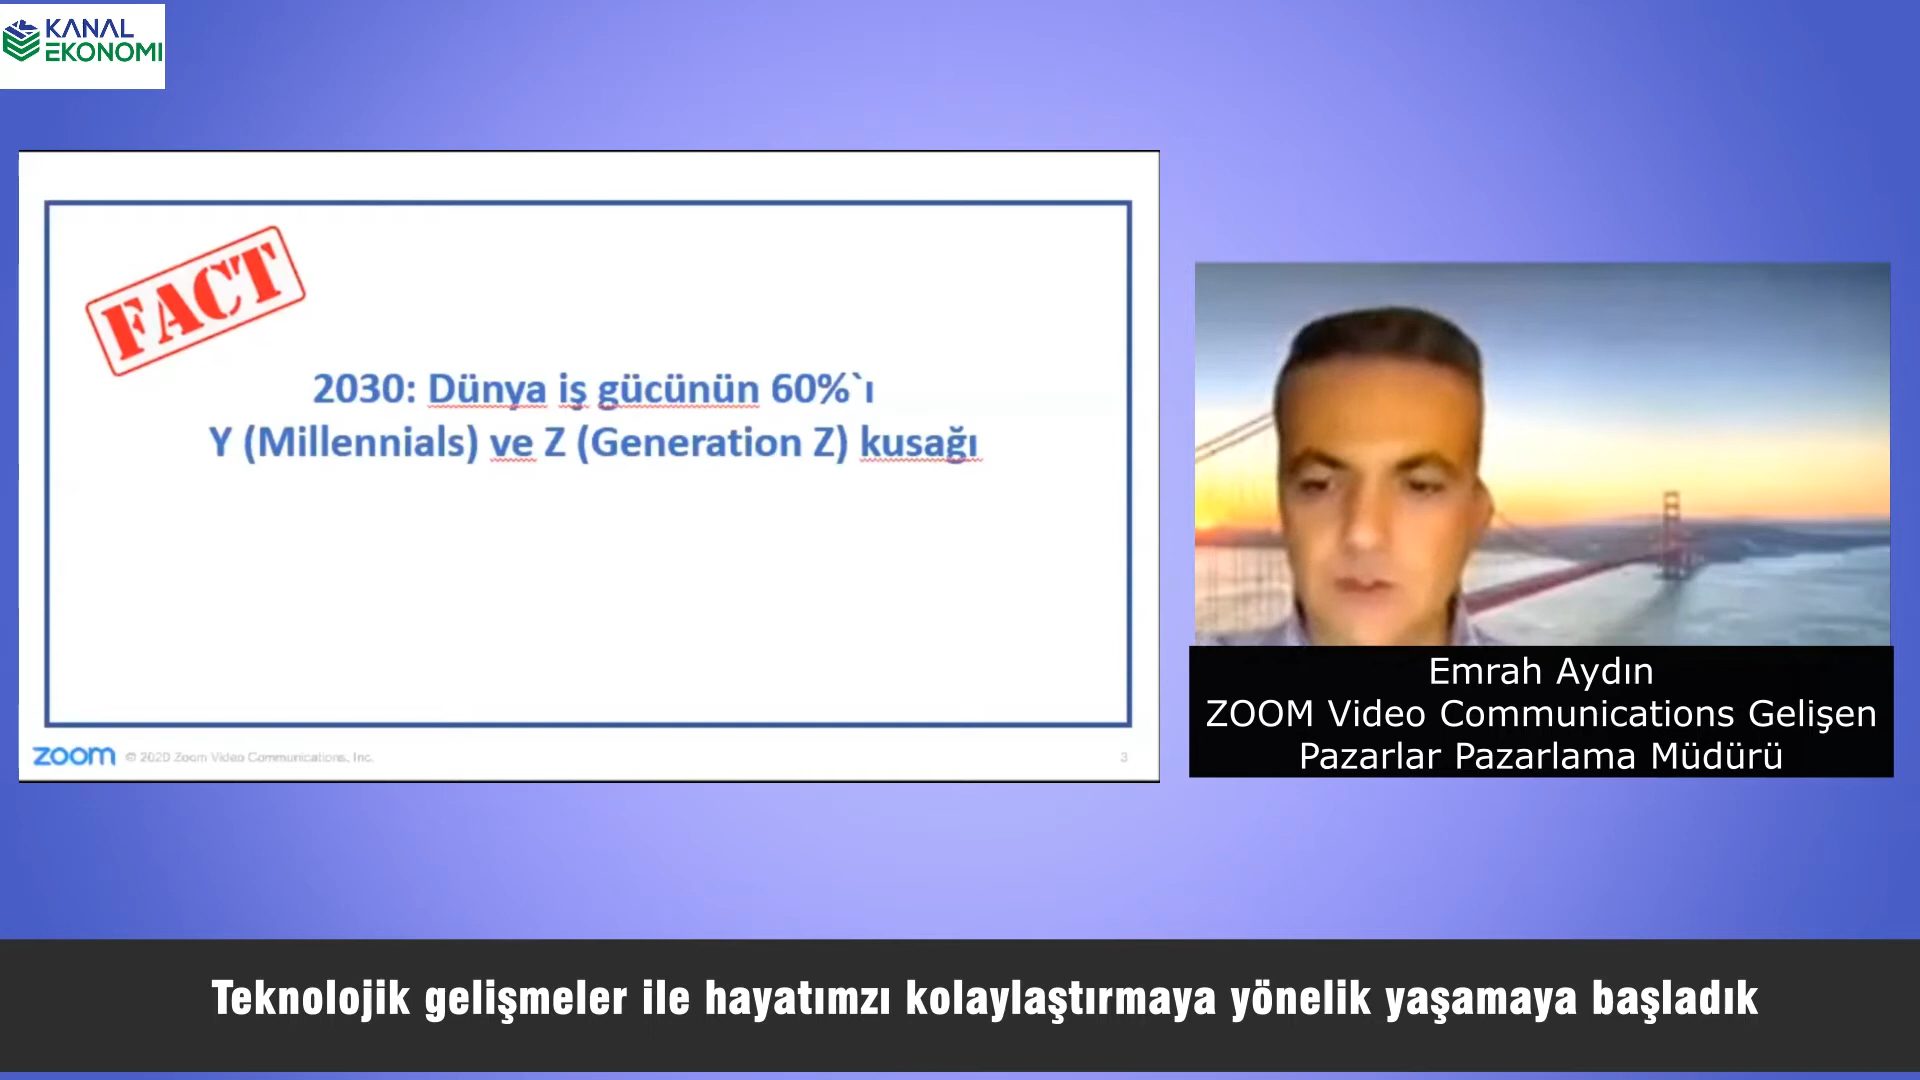 KANAL
EKONOMI
FACT
2030: Dünya iş gücünün 60%`ı
Y (Millennials) ve Z (Generation Z) kusağı
zoom © 2020 Zoom Video Communications, Inc. 3
Emrah Aydın
ZOOM Video Communications Gelişen
Pazarlar Pazarlama Müdürü
Teknolojik gelişmeler ile hayatımzı kolaylaştırmaya yönelik yaşamaya başladık